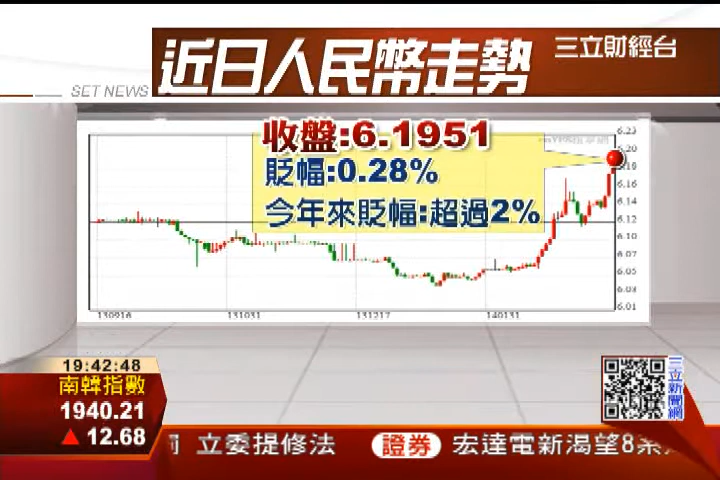 近日人民幣走勢
三立財經台
SET NEWS
收盤:6.1951
貶幅:0.28%
今年來貶幅:超過2%
6.23
6.20
6.19
6.16
6.14
6.12
6.10
6.07
6.05
6.03
6.01
130916
131031
131217
140131
19:42:48
南韓指數
1940.21
▲ 12.68
三立新聞網
立委提修法
證券
宏達電新渴望8系